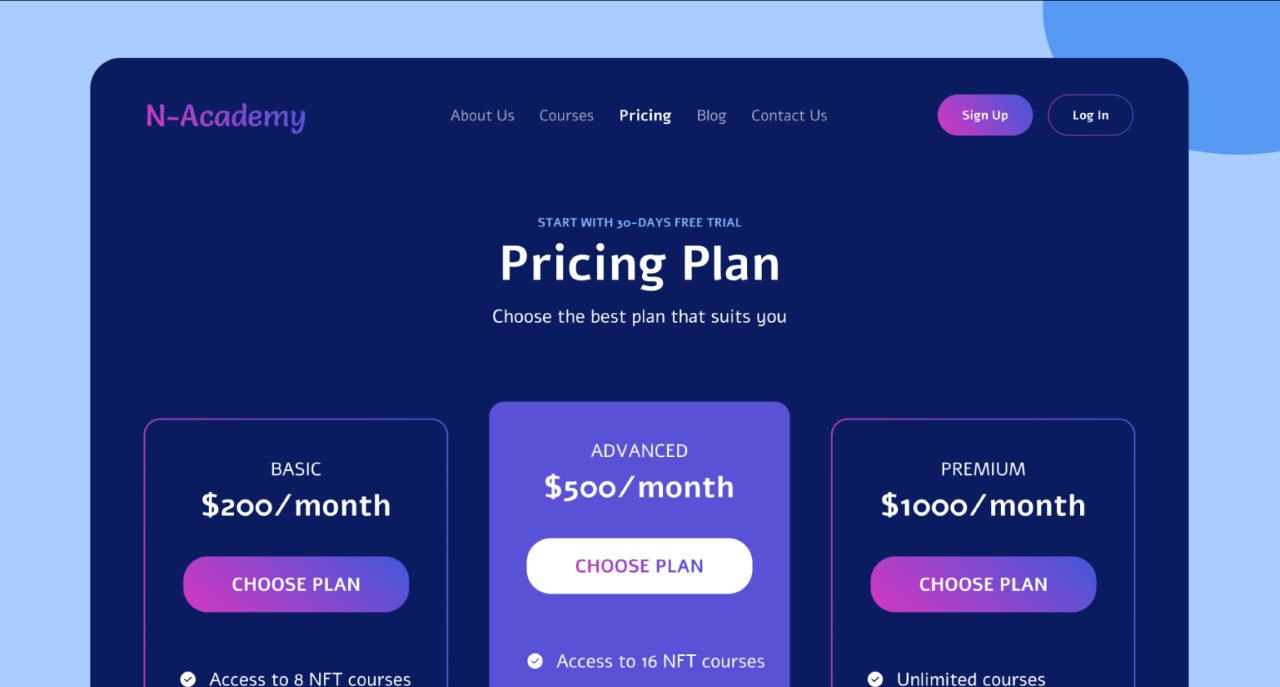 N-Academy
About Us Courses Pricing Blog Contact Us
Sign Up Log In
START WITH 30-DAYS FREE TRIAL
Pricing Plan
Choose the best plan that suits you
BASIC
$200/month
CHOOSE PLAN
Access to 8 NFT courses
ADVANCED
$500/month
CHOOSE PLAN
Access to 16 NFT courses
PREMIUM
$1000/month
CHOOSE PLAN
Unlimited courses